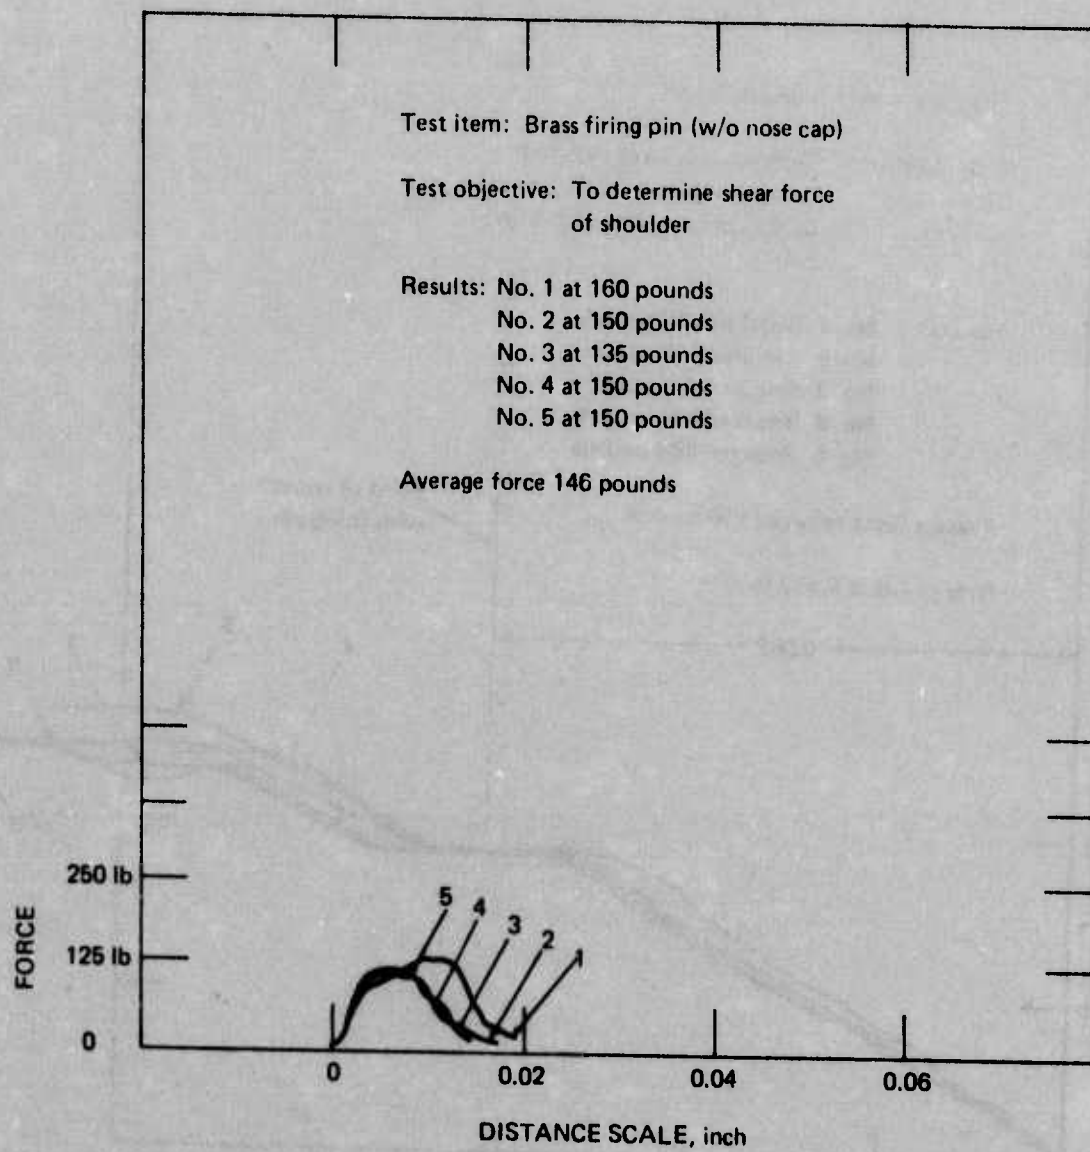 Test item: Brass firing pin (w/o nose cap)
Test objective: To determine shear force
of shoulder
Results: No. 1 at 160 pounds
No. 2 at 150 pounds
No. 3 at 135 pounds
No. 4 at 150 pounds
No. 5 at 150 pounds
Average force 146 pounds
250 lb
125 lb
0
FORCE
5
4
3
2
1
0
0.02
0.04
0.06
DISTANCE SCALE, inch